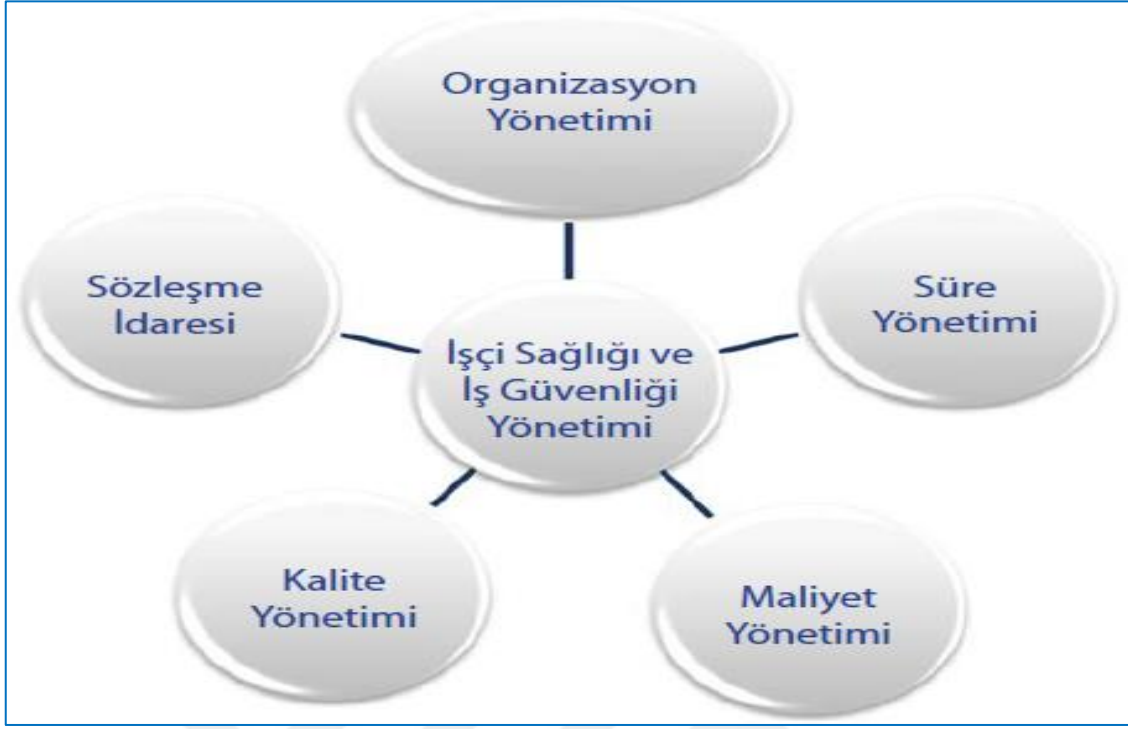 Organizasyon
Yönetimi
Sözleşme
İdaresi
Süre
Yönetimi
İşçi Sağlığı ve
İş Güvenliği
Yönetimi
Kalite
Yönetimi
Maliyet
Yönetimi